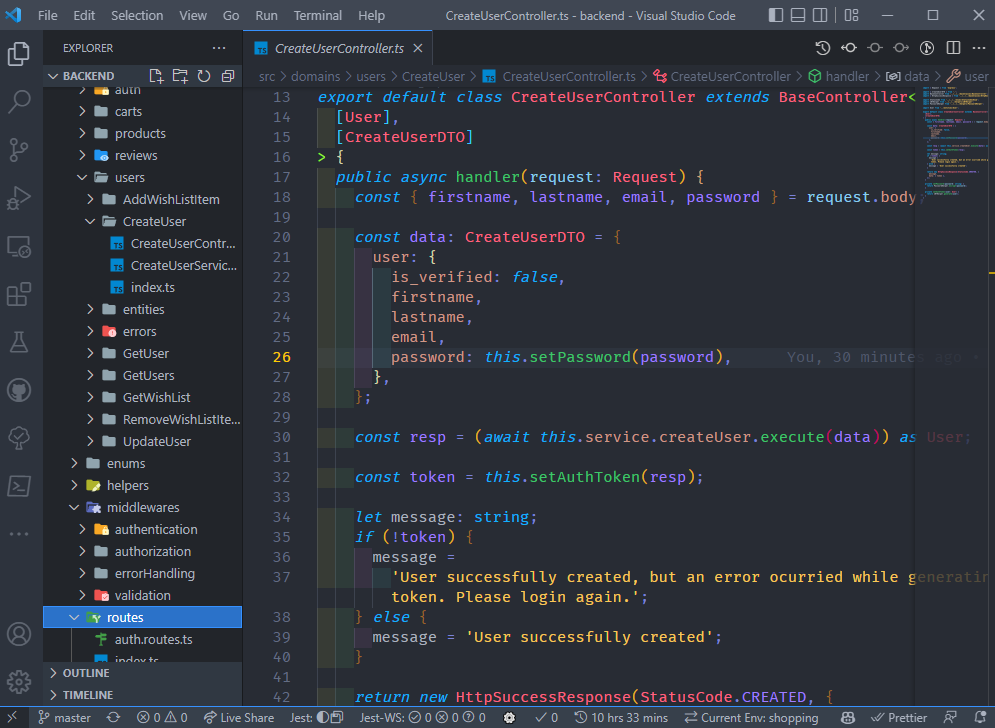 File Edit Selection View Go Run Terminal Help CreateUserController.ts - backend - Visual Studio Code
EXPLORER ···
TS CreateUserController.ts
BACKEND
src > domains > users > CreateUser > TS CreateUserController.ts > CreateUserController > handler > data > user
auth
carts
products
reviews
users
AddWishListItem
CreateUser
TS CreateUserContr...
TS CreateUserServic...
TS index.ts
entities
errors
GetUser
GetUsers
GetWishList
RemoveWishListIte...
UpdateUser
enums
helpers
middlewares
authentication
authorization
errorHandling
validation
routes
auth.routes.ts
index.ts
OUTLINE
TIMELINE
13 export default class CreateUserController extends BaseController<
14 [User],
15 [CreateUserDTO]
16 > {
17 public async handler(request: Request) {
18 const { firstname, lastname, email, password } = request.body
19
20 const data: CreateUserDTO = {
21 user: {
22 is_verified: false,
23 firstname,
24 lastname,
25 email,
26 password: this.setPassword(password), You, 30 minutes ago •
27 },
28 };
29
30 const resp = (await this.service.createUser.execute(data)) as User;
31
32 const token = this.setAuthToken(resp);
33
34 let message: string;
35 if (!token) {
36 message =
37 'User successfully created, but an error ocurried while generatin
token. Please login again.';
38 } else {
39 message = 'User successfully created';
40 }
41
42 return new HttpSuccessResponse(StatusCode.CREATED, {
master 0 0 Live Share Jest: Jest-WS: 0 0 0 0 10 hrs 33 mins Current Env: shopping Prettier